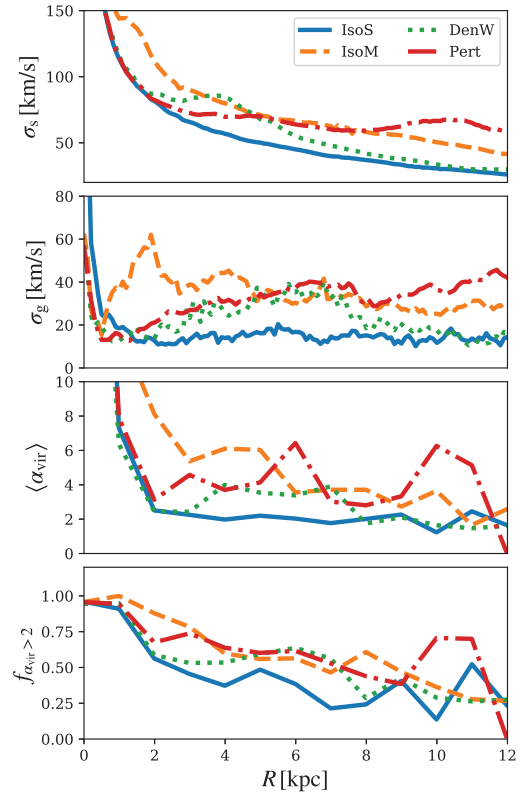 150
100
50
σs [km/s]
IsoS
IsoM
DenW
Pert
80
60
40
20
0
σg [km/s]
10
8
6
4
2
0
⟨αvir⟩
1.00
0.75
0.50
0.25
0.00
fαvir > 2
0 2 4 6 8 10 12
R [kpc]